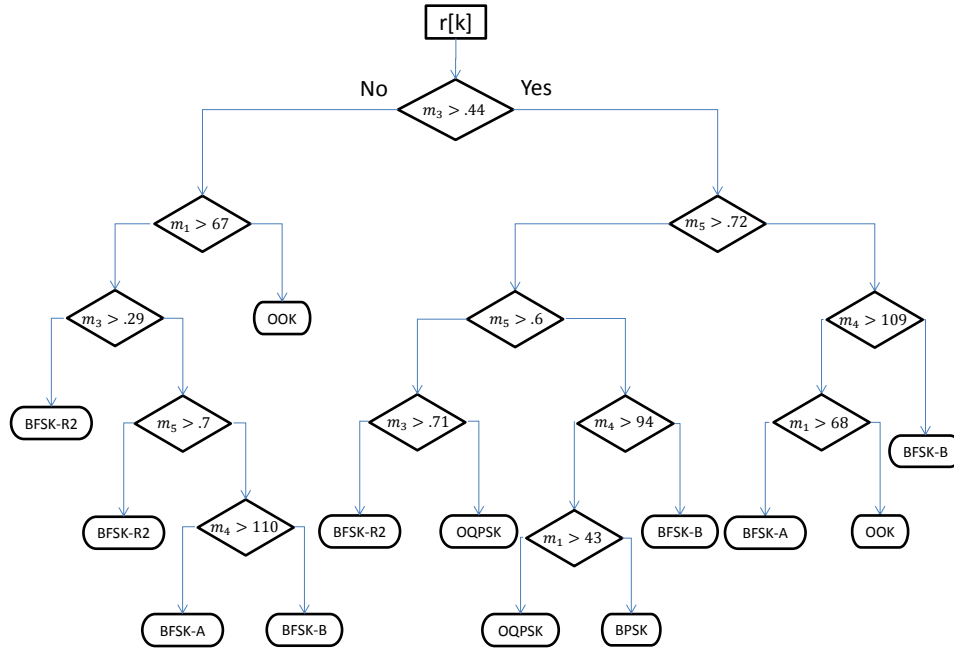 r[k]
No
Yes
m₃ > .44
m₁ > 67
m₅ > .72
m₃ > .29
OOK
m₅ > .6
m₄ > 109
BFSK-R2
m₅ > .7
m₃ > .71
m₄ > 94
m₁ > 68
BFSK-B
BFSK-R2
m₄ > 110
BFSK-R2
OQPSK
m₁ > 43
BFSK-B
BFSK-A
OOK
BFSK-A
BFSK-B
OQPSK
BPSK